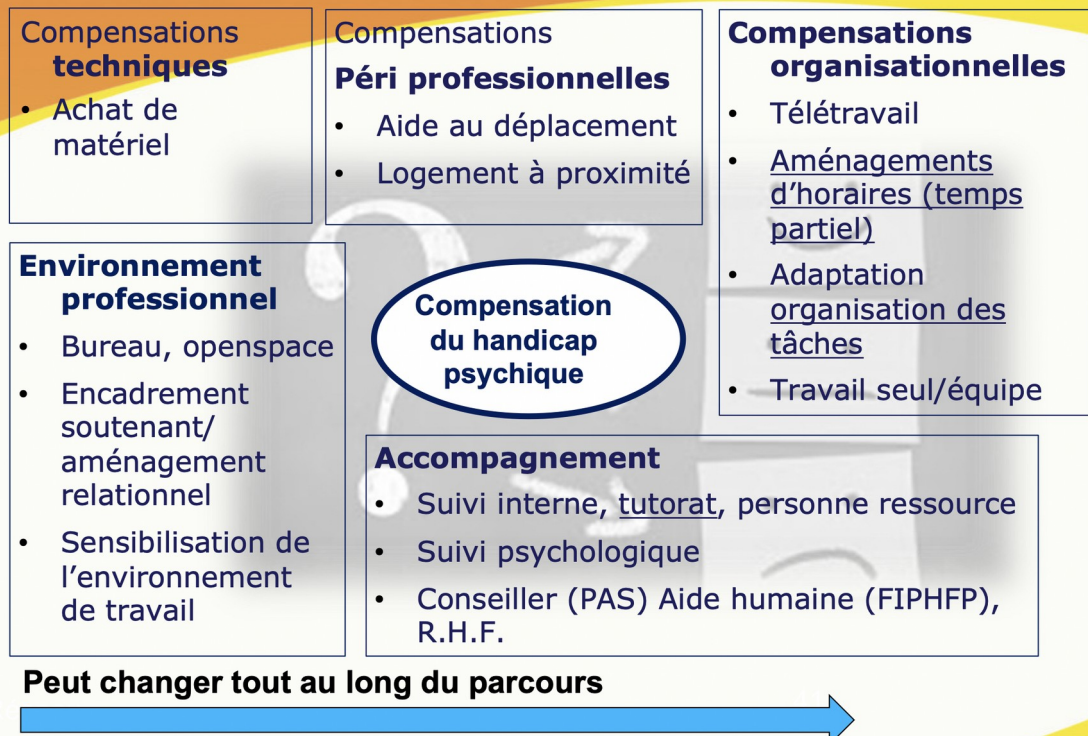 Compensations
techniques
• Achat de
matériel
Compensations
Péri professionnelles
• Aide au déplacement
• Logement à proximité
Compensations
organisationnelles
• Télétravail
• Aménagements
d'horaires (temps
partiel)
• Adaptation
organisation des
tâches
• Travail seul/équipe
Environnement
professionnel
• Bureau, openspace
• Encadrement
soutenant/
aménagement
relationnel
• Sensibilisation de
l'environnement
de travail
Compensation
du handicap
psychique
Accompagnement
• Suivi interne, tutorat, personne ressource
• Suivi psychologique
• Conseiller (PAS) Aide humaine (FIPHFP),
R.H.F.
Peut changer tout au long du parcours